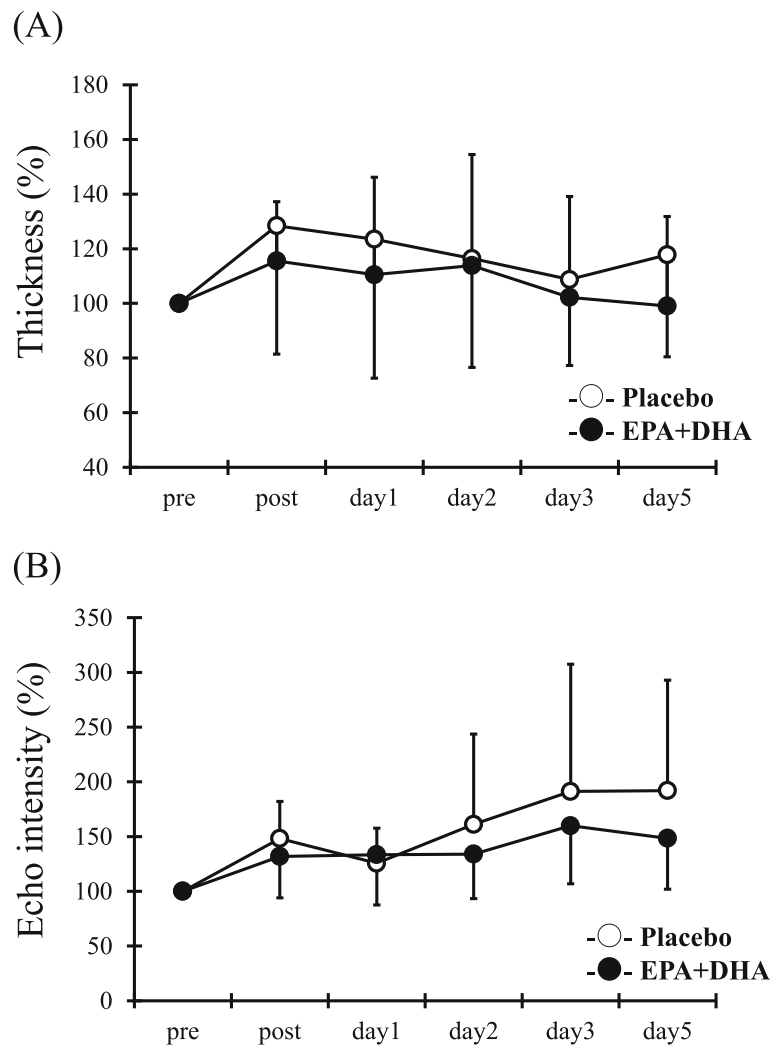 (A)
Thickness (%)
180
160
140
120
100
80
60
40
pre post day1 day2 day3 day5
-○- Placebo
-●- EPA+DHA
(B)
Echo intensity (%)
350
300
250
200
150
100
50
0
pre post day1 day2 day3 day5
-○- Placebo
-●- EPA+DHA